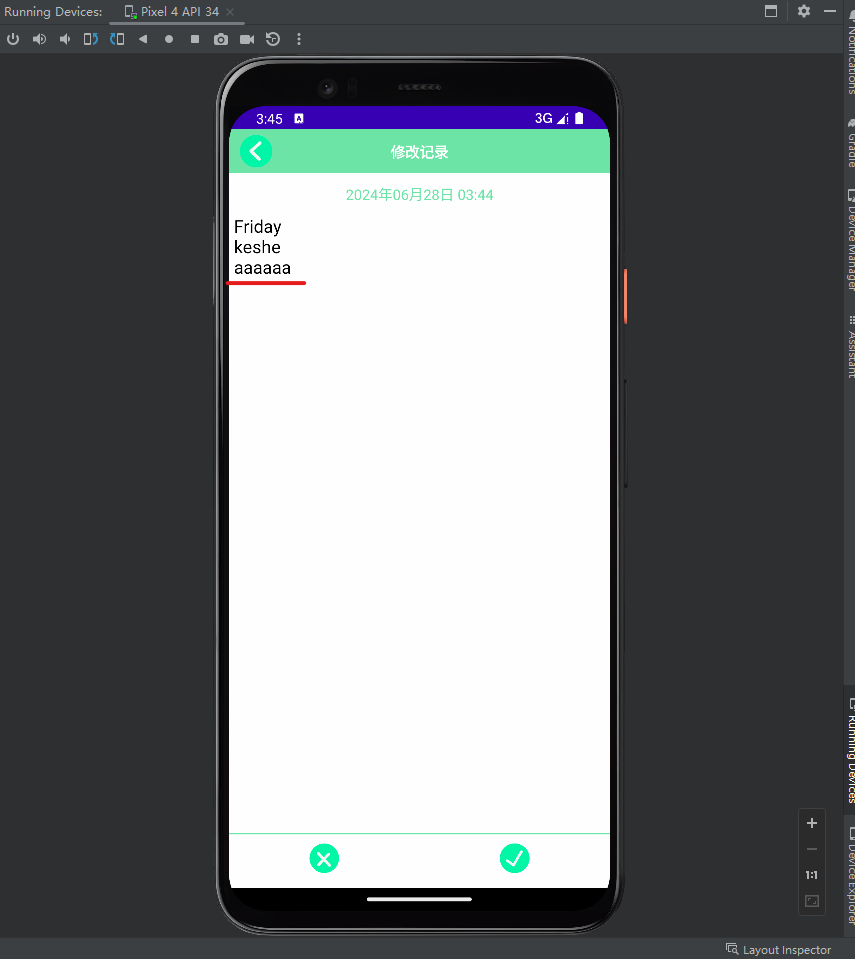 Running Devices:
Pixel 4 API 34
3:45
3G
修改记录
2024年06月28日 03:44
Friday
keshe
aaaaaa
Notifications
Gradle
Device Manager
Assistant
Running Devices
Device Explorer
1:1
Layout Inspector